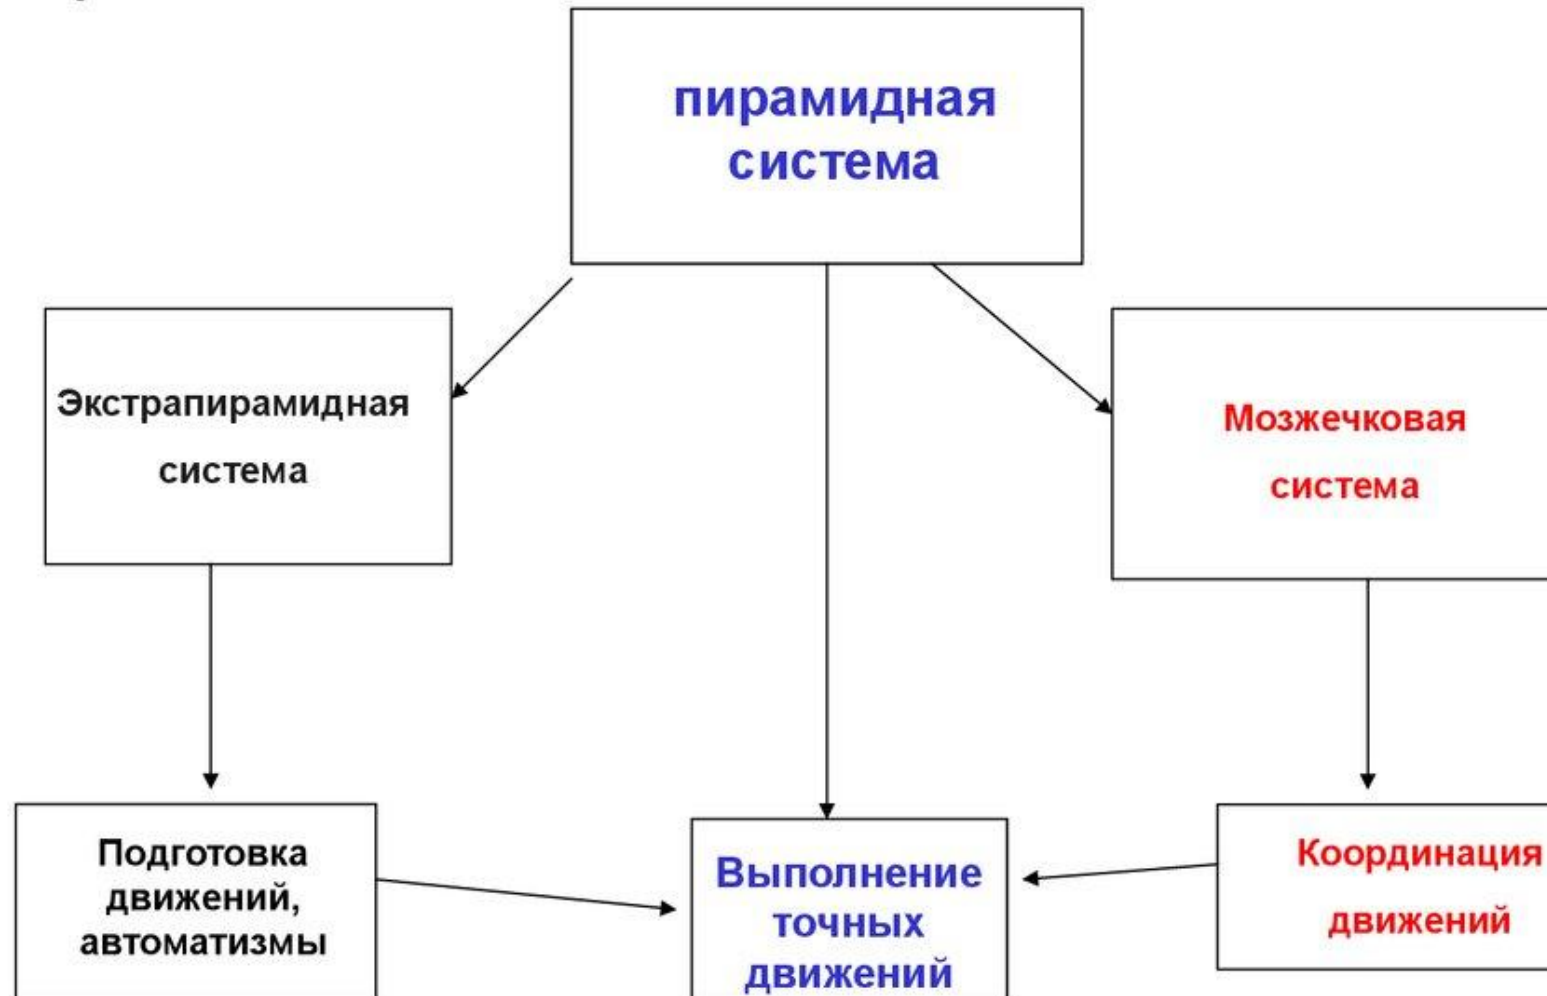 пирамидная
система
Экстрапирамидная
система
Мозжечковая
система
Подготовка
движений,
автоматизмы
Выполнение
точных
движений
Координация
движений